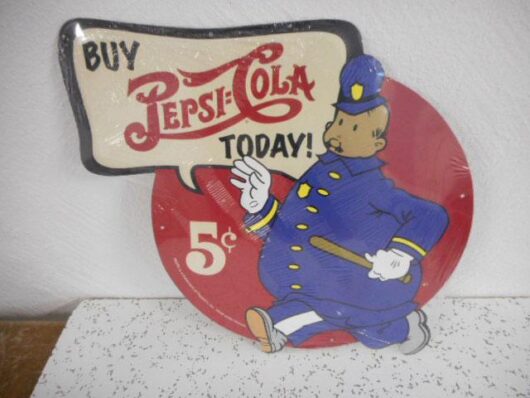 BUY
PEPSI=COLA
TODAY!
5¢